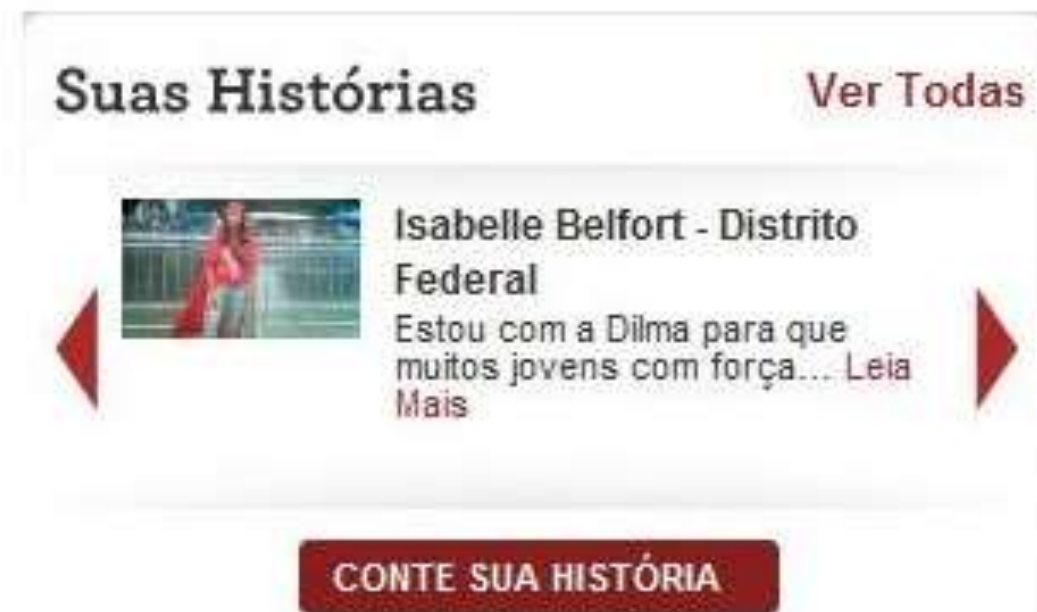 Suas Histórias
Ver Todas
Isabelle Belfort - Distrito
Federal
Estou com a Dilma para que
muitos jovens com força... Leia
Mais
CONTE SUA HISTÓRIA